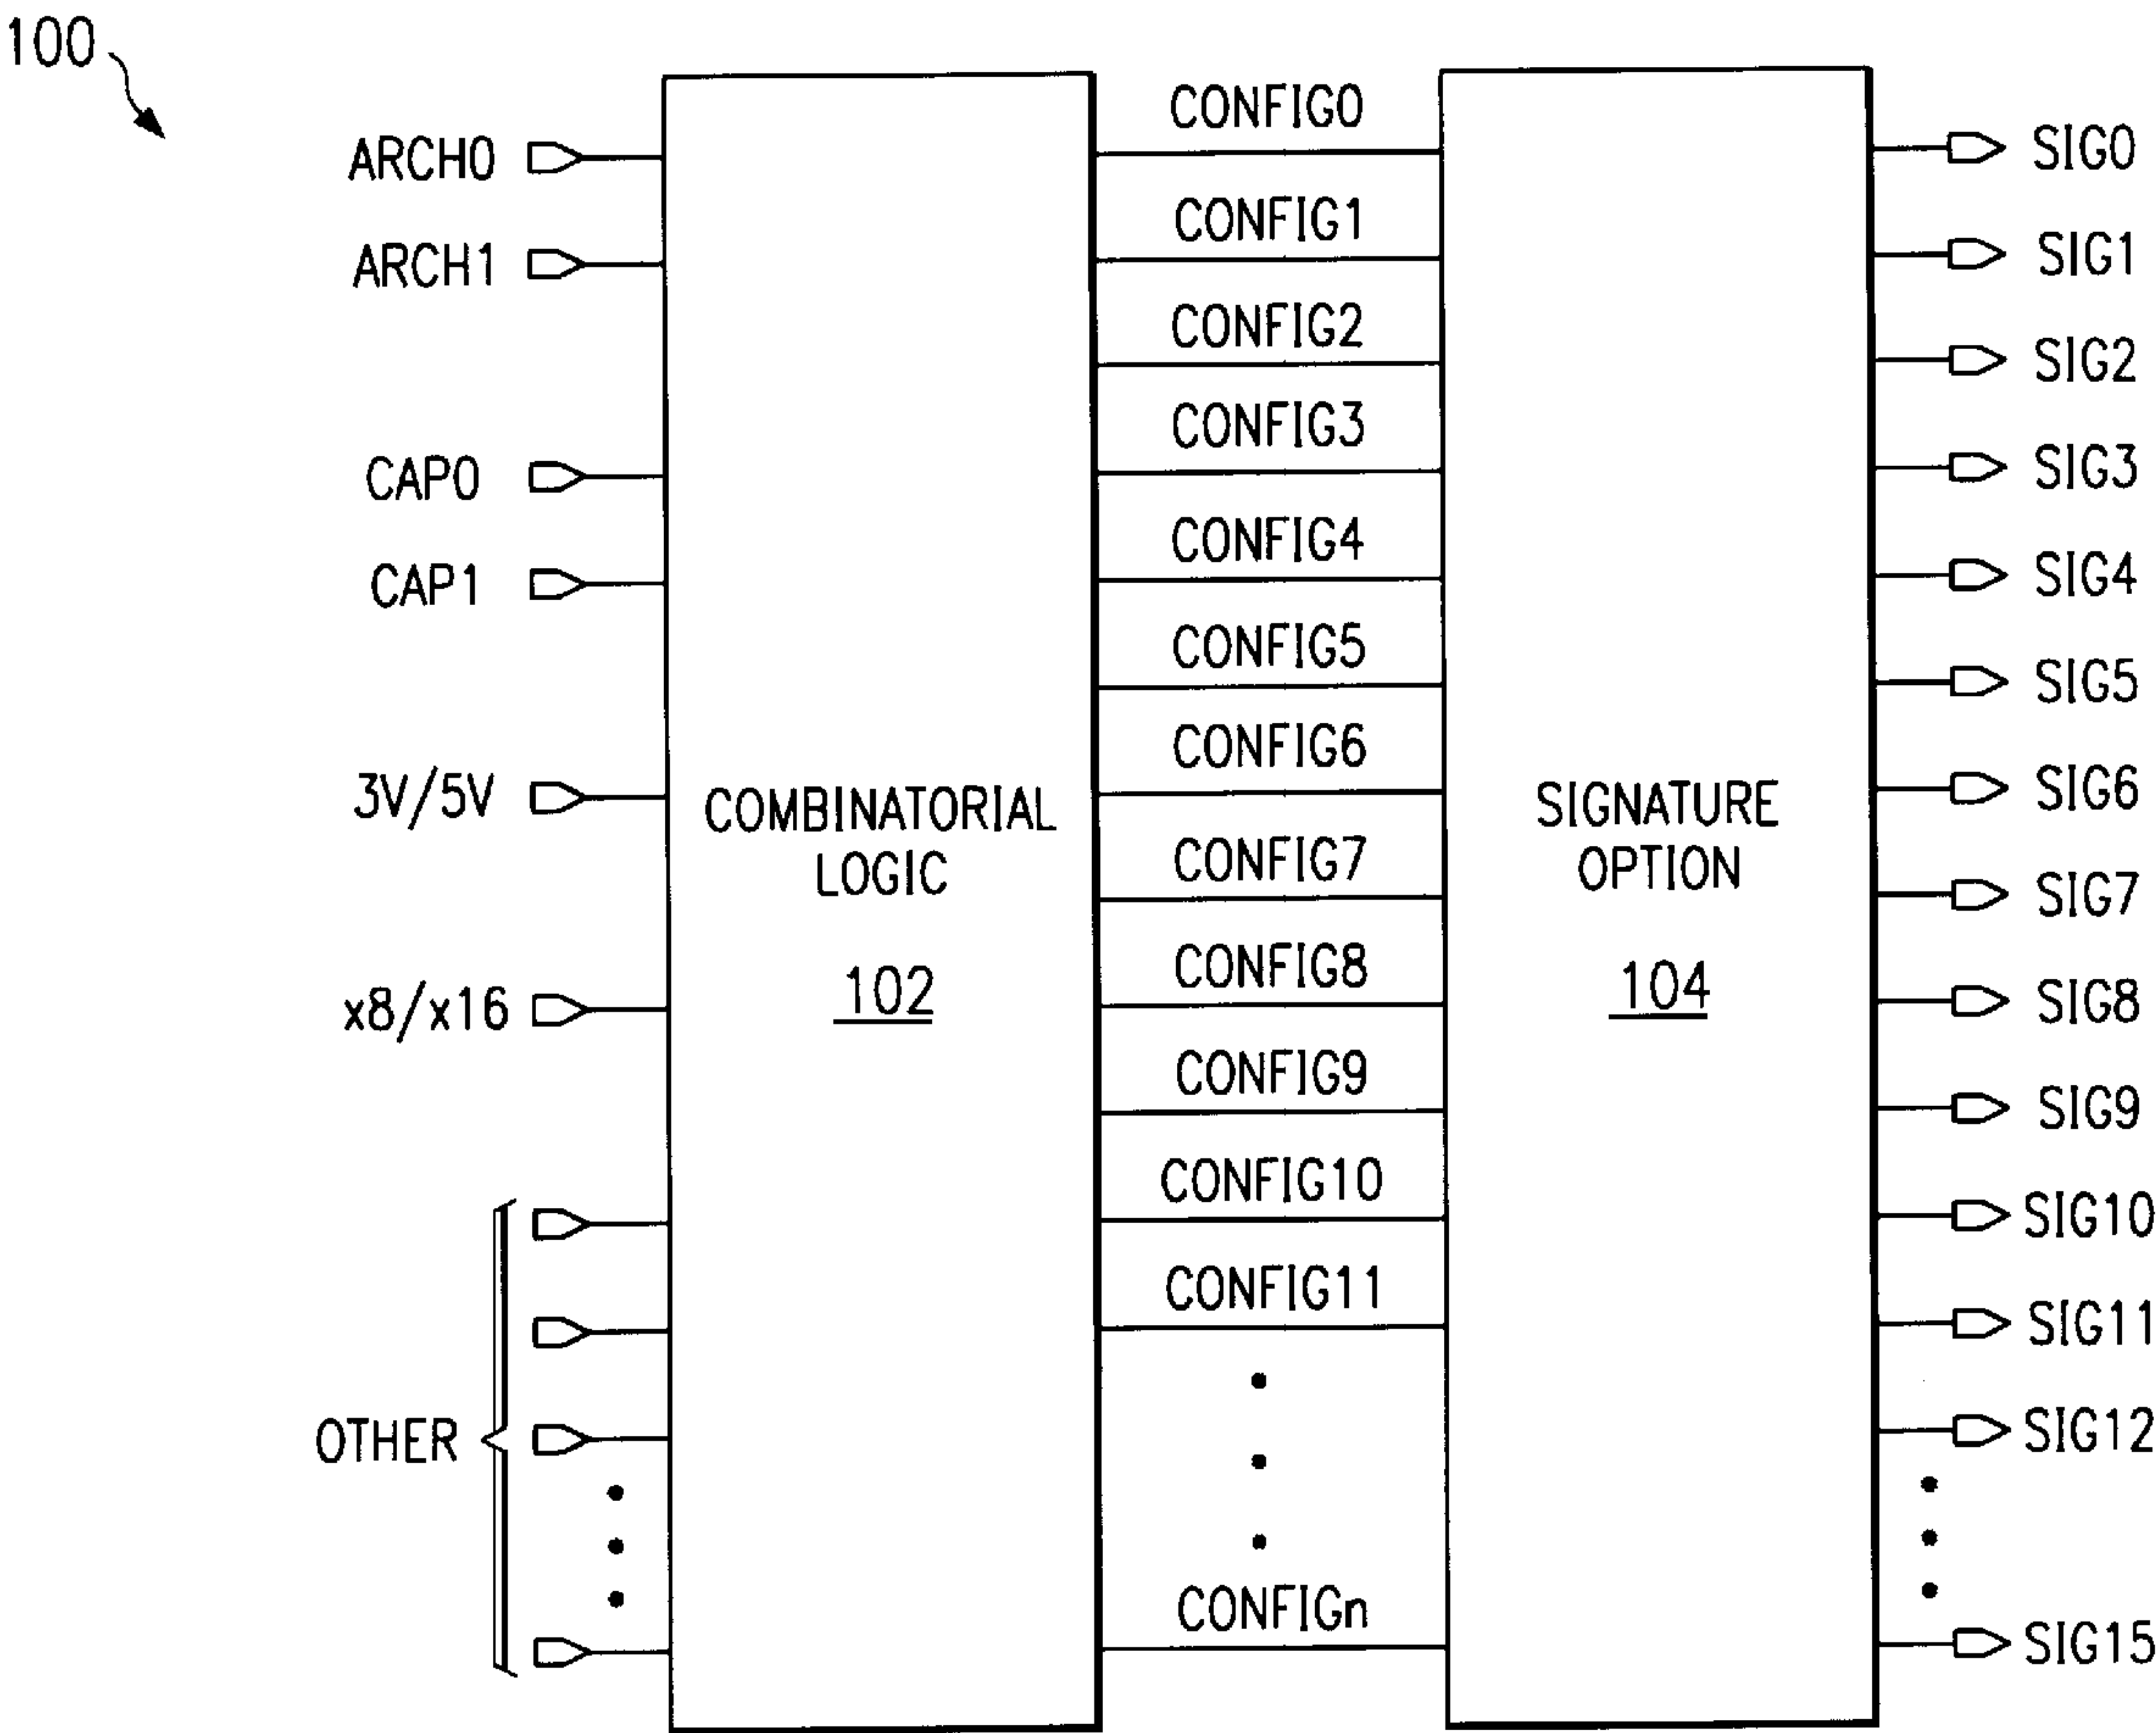 100
ARCH0
ARCH1
CAP0
CAP1
3V/5V
x8/x16
OTHER
COMBINATORIAL
LOGIC
102
CONFIG0
CONFIG1
CONFIG2
CONFIG3
CONFIG4
CONFIG5
CONFIG6
CONFIG7
CONFIG8
CONFIG9
CONFIG10
CONFIG11
CONFIGn
SIGNATURE
OPTION
104
SIG0
SIG1
SIG2
SIG3
SIG4
SIG5
SIG6
SIG7
SIG8
SIG9
SIG10
SIG11
SIG12
SIG15